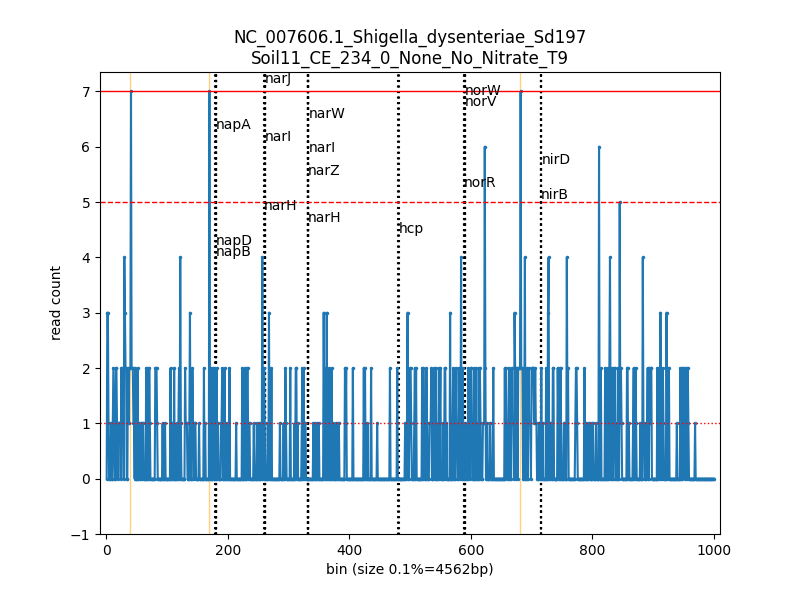 NC_007606.1_Shigella_dysenteriae_Sd197
Soil11_CE_234_0_None_No_Nitrate_T9
narJ
norW
norV
narW
napA
narI
narI
nirD
narZ
norR
nirB
narH
narH
hcp
napD
napB
read count
7
6
5
4
3
2
1
0
−1
0
200
400
600
800
1000
bin (size 0.1%=4562bp)